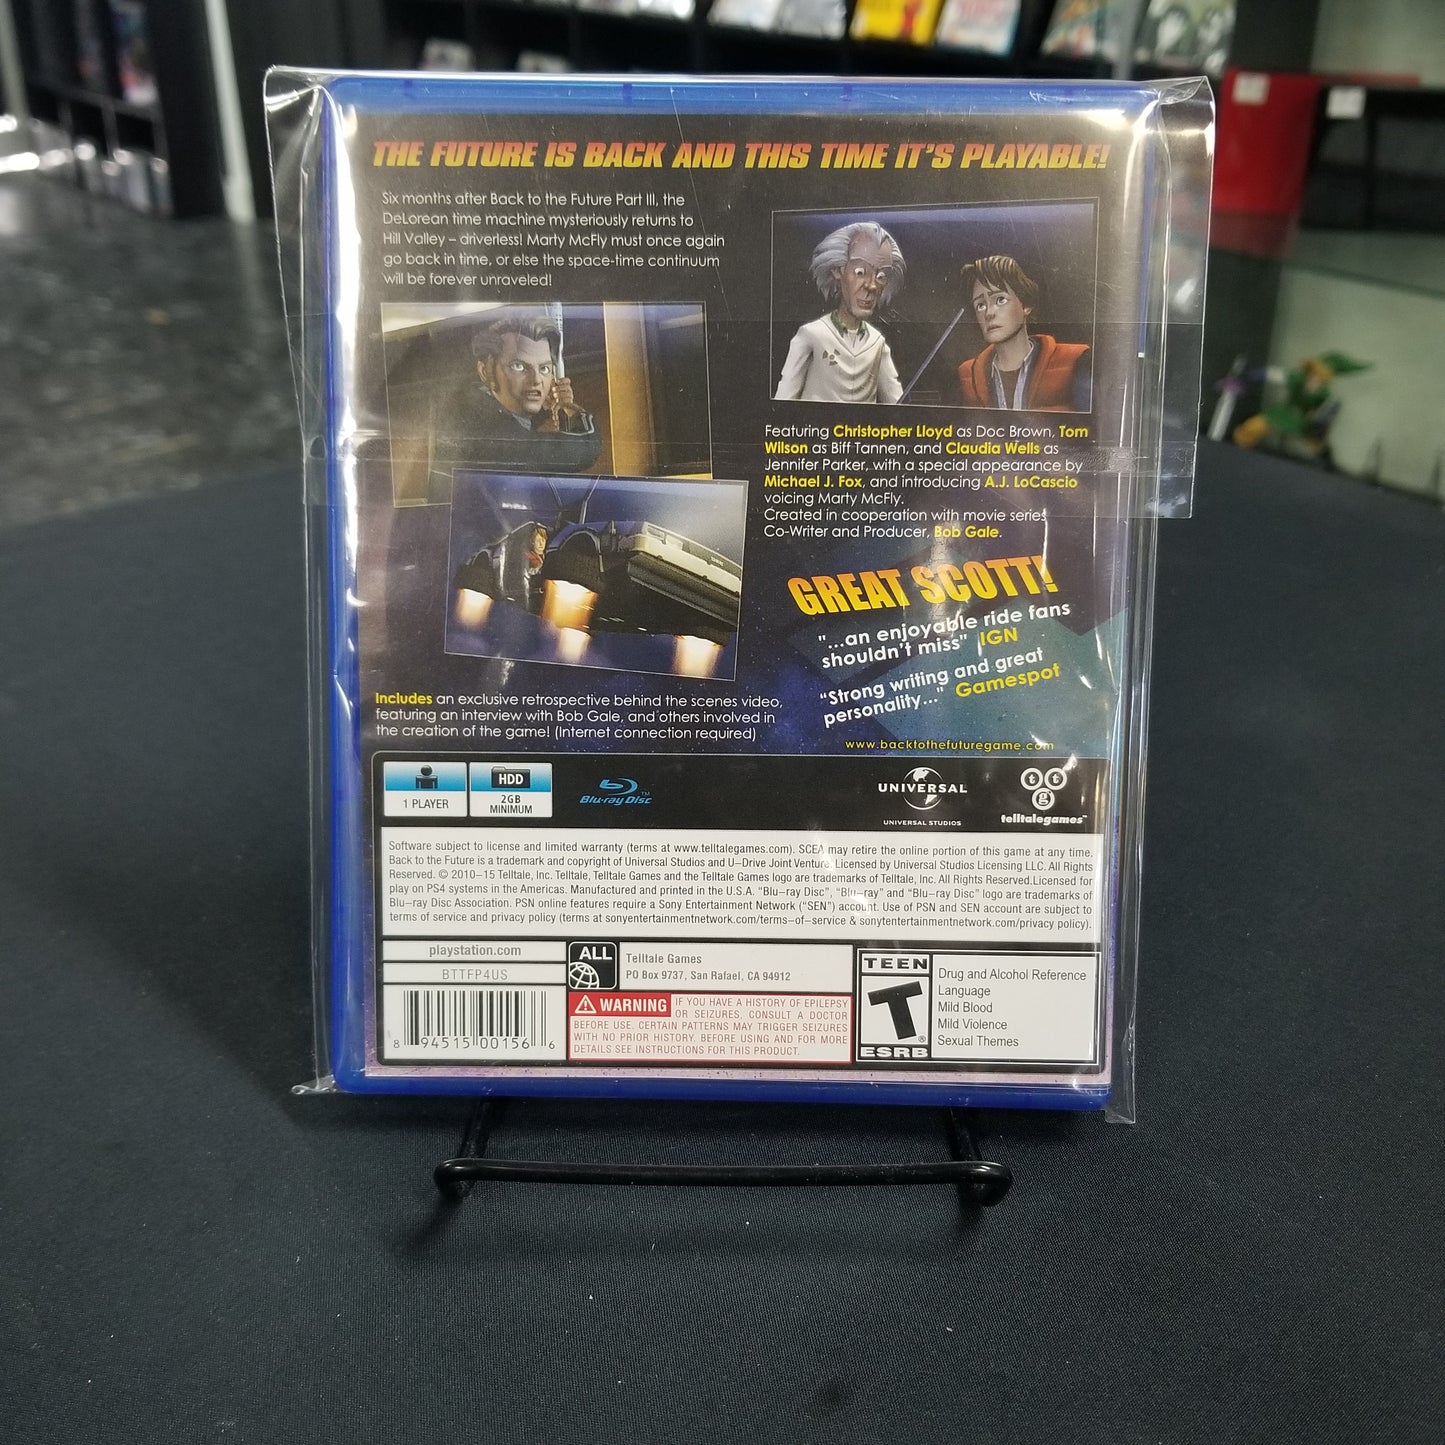 THE FUTURE IS BACK AND THIS TIME IT'S PLAYABLE!
Six months after Back to the Future Part III, the
DeLorean time machine mysteriously returns to
Hill Valley – driverless! Marty McFly must once again
go back in time, or else the space-time continuum
will be forever unraveled!
Featuring Christopher Lloyd as Doc Brown, Tom
Wilson as Biff Tannen, and Claudia Wells as
Jennifer Parker, with a special appearance by
Michael J. Fox, and introducing A.J. LoCascio
voicing Marty McFly.
Created in cooperation with movie series
Co-Writer and Producer, Bob Gale.
GREAT SCOTT!
"...an enjoyable ride fans
shouldn't miss" IGN
"Strong writing and great
personality..." Gamespot
Includes an exclusive retrospective behind the scenes video,
featuring an interview with Bob Gale, and others involved in
the creation of the game! (Internet connection required)
www.backtothefuturegame.com
1 PLAYER
HDD
2GB
MINIMUM
Blu-ray Disc™
UNIVERSAL
UNIVERSAL STUDIOS
ttg
telltalegames™
Software subject to license and limited warranty (terms at www.telltalegames.com). SCEA may retire the online portion of this game at any time.
Back to the Future is a trademark and copyright of Universal Studios and U–Drive Joint Venture. Licensed by Universal Studios Licensing LLC. All Rights
Reserved. © 2010–15 Telltale, Inc. Telltale, Telltale Games and the Telltale Games logo are trademarks of Telltale, Inc. All Rights Reserved.Licensed for
play on PS4 systems in the Americas. Manufactured and printed in the U.S.A. "Blu–ray Disc", "Blu–ray" and "Blu–ray Disc" logo are trademarks of
Blu–ray Disc Association. PSN online features require a Sony Entertainment Network ("SEN") account. Use of PSN and SEN account are subject to
terms of service and privacy policy (terms at sonyentertainmentnetwork.com/terms–of–service & sonytentertainmentnetwork.com/privacy policy).
playstation.com
BTTFP4US
8 94515 00156 6
ALL
Telltale Games
PO Box 9737, San Rafael, CA 94912
WARNING IF YOU HAVE A HISTORY OF EPILEPSY
OR SEIZURES, CONSULT A DOCTOR
BEFORE USE. CERTAIN PATTERNS MAY TRIGGER SEIZURES
WITH NO PRIOR HISTORY. BEFORE USING AND FOR MORE
DETAILS SEE INSTRUCTIONS FOR THIS PRODUCT.
TEEN
T
®
ESRB
Drug and Alcohol Reference
Language
Mild Blood
Mild Violence
Sexual Themes